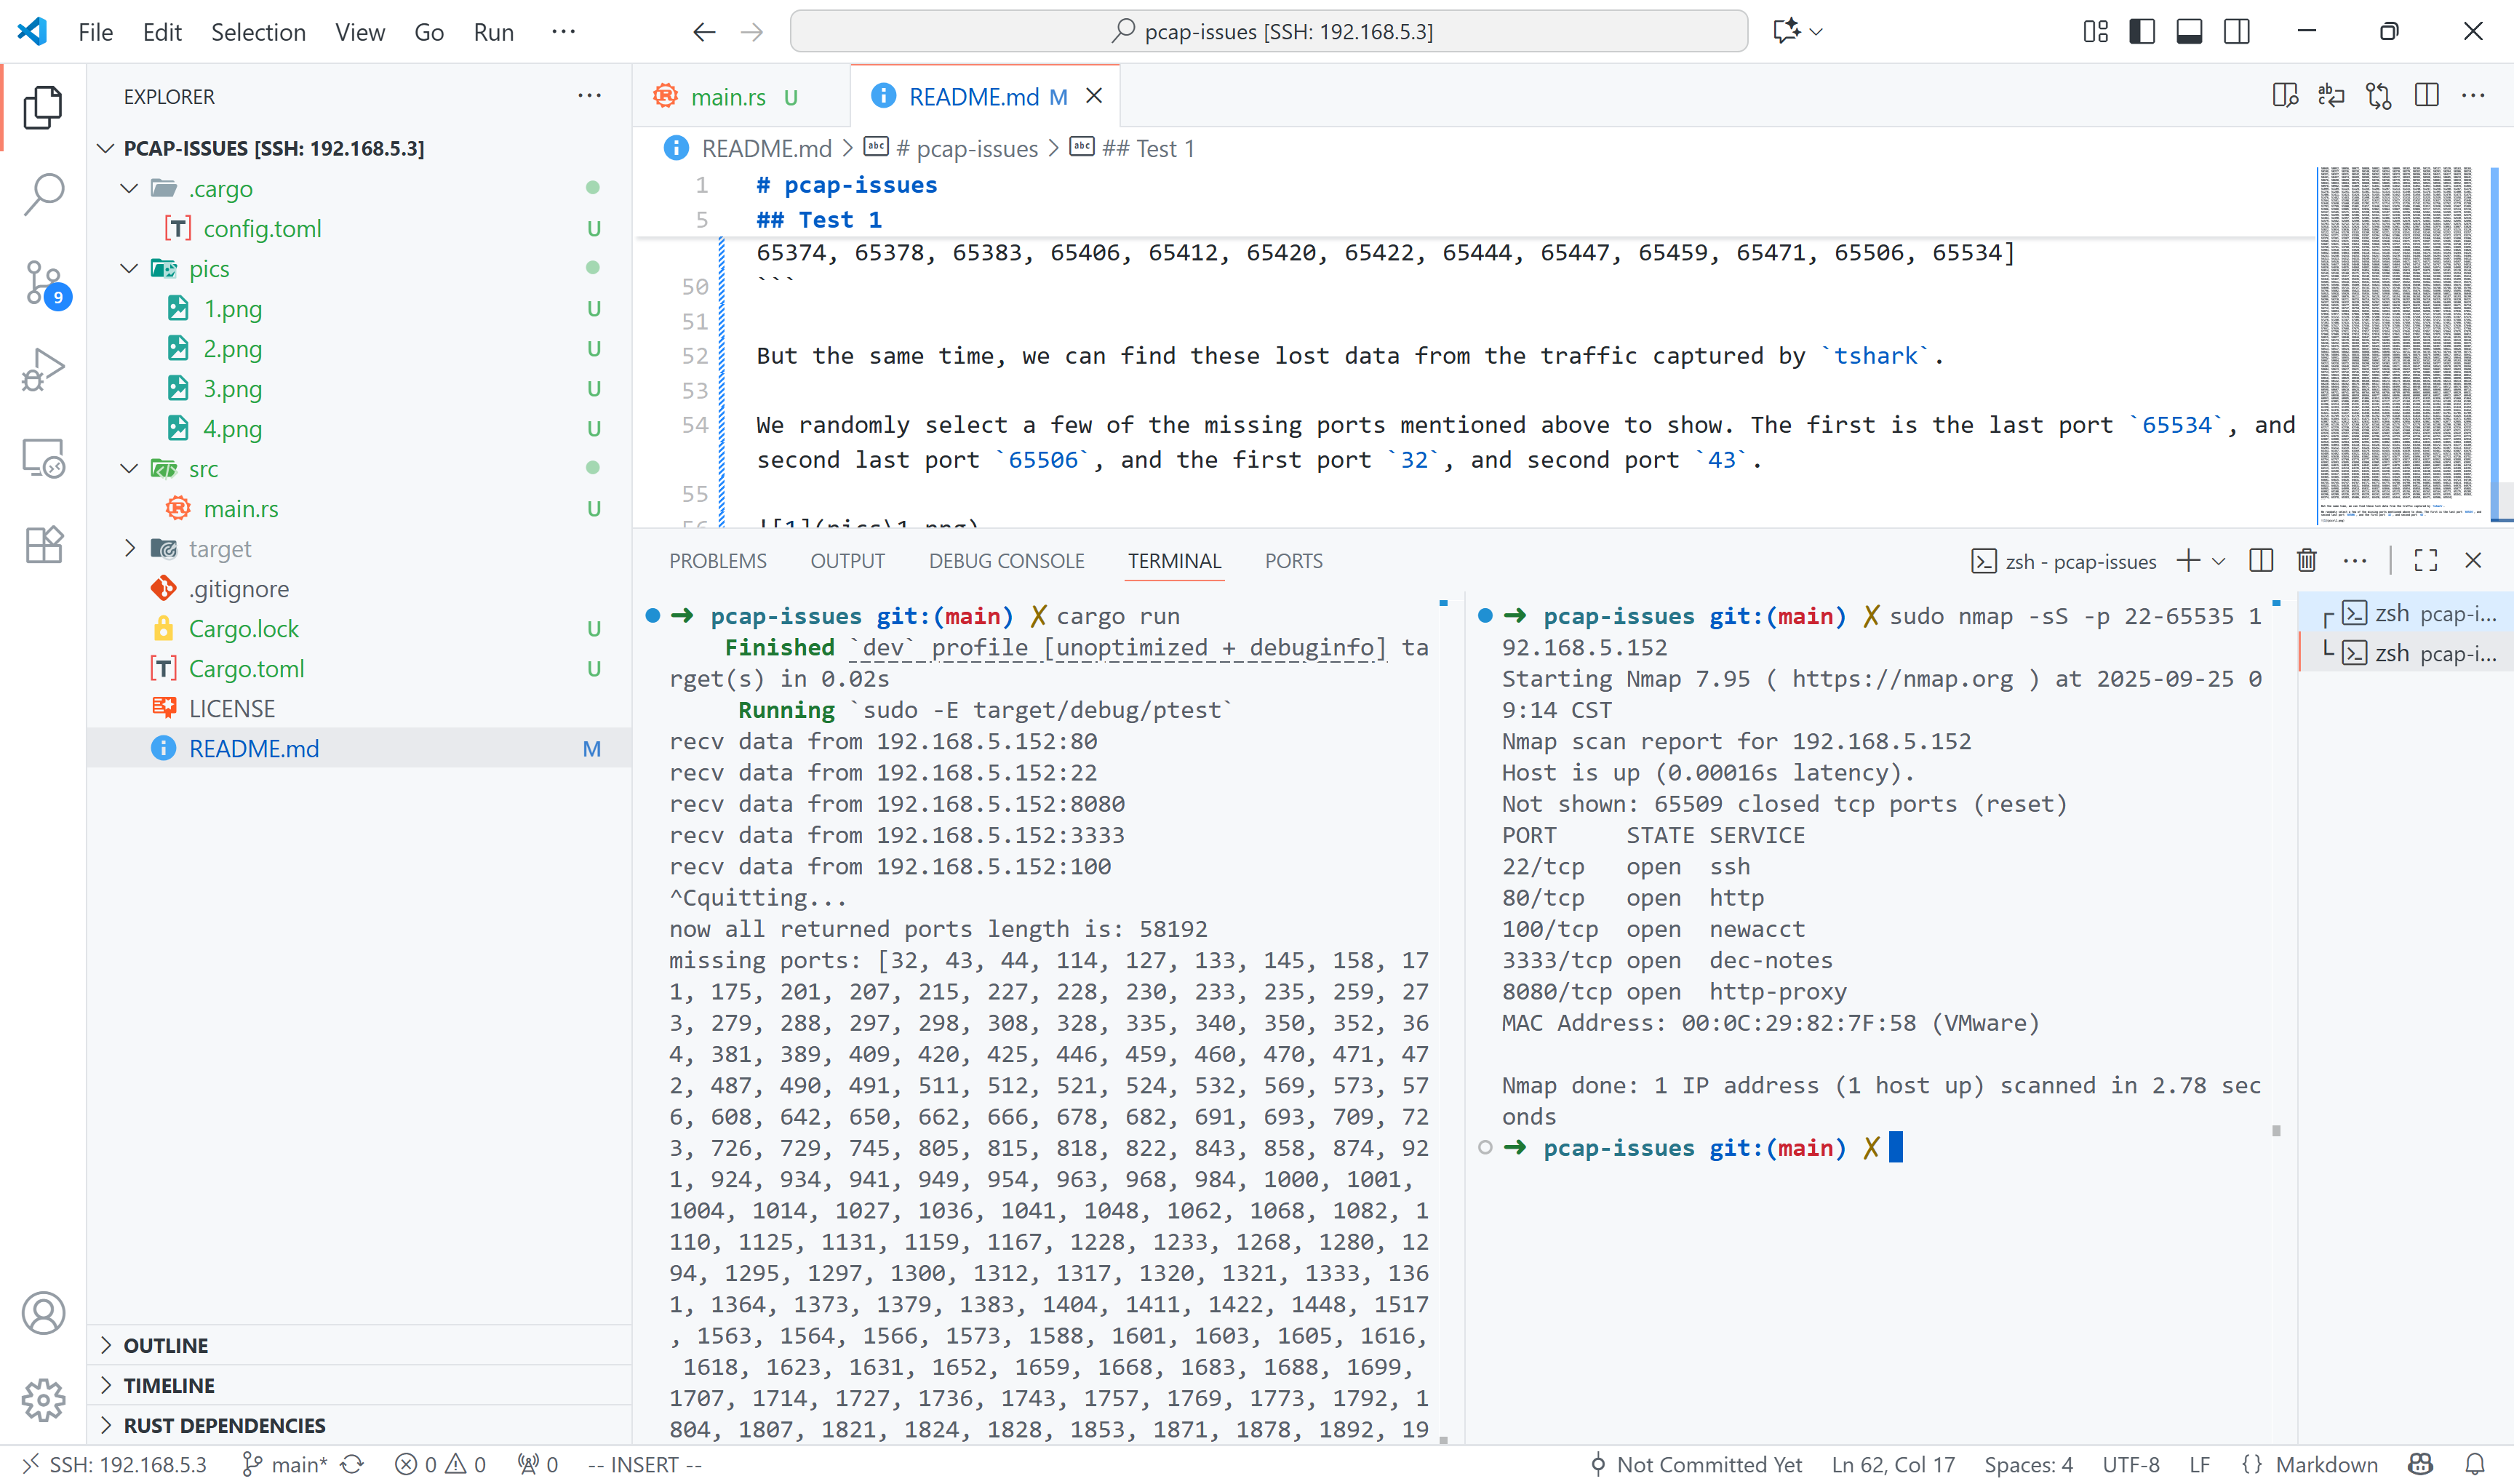 File Edit Selection View Go Run ···
pcap-issues [SSH: 192.168.5.3]
EXPLORER
PCAP-ISSUES [SSH: 192.168.5.3]
.cargo
config.toml U
pics
1.png U
2.png U
3.png U
4.png U
src
main.rs U
target
.gitignore
Cargo.lock U
Cargo.toml U
LICENSE
README.md M
OUTLINE
TIMELINE
RUST DEPENDENCIES
9
main.rs U
README.md M
README.md > # pcap-issues > ## Test 1
1 # pcap-issues
5 ## Test 1
65374, 65378, 65383, 65406, 65412, 65420, 65422, 65444, 65447, 65459, 65471, 65506, 65534]
50 ```
51
52 But the same time, we can find these lost data from the traffic captured by `tshark`.
53
54 We randomly select a few of the missing ports mentioned above to show. The first is the last port `65534`, and
second last port `65506`, and the first port `32`, and second port `43`.
55
56 ![1](pics\1.png)
PROBLEMS OUTPUT DEBUG CONSOLE TERMINAL PORTS
zsh - pcap-issues
➜ pcap-issues git:(main) ✗ cargo run
Finished `dev` profile [unoptimized + debuginfo] ta
rget(s) in 0.02s
Running `sudo -E target/debug/ptest`
recv data from 192.168.5.152:80
recv data from 192.168.5.152:22
recv data from 192.168.5.152:8080
recv data from 192.168.5.152:3333
recv data from 192.168.5.152:100
^Cquitting...
now all returned ports length is: 58192
missing ports: [32, 43, 44, 114, 127, 133, 145, 158, 17
1, 175, 201, 207, 215, 227, 228, 230, 233, 235, 259, 27
3, 279, 288, 297, 298, 308, 328, 335, 340, 350, 352, 36
4, 381, 389, 409, 420, 425, 446, 459, 460, 470, 471, 47
2, 487, 490, 491, 511, 512, 521, 524, 532, 569, 573, 57
6, 608, 642, 650, 662, 666, 678, 682, 691, 693, 709, 72
3, 726, 729, 745, 805, 815, 818, 822, 843, 858, 874, 92
1, 924, 934, 941, 949, 954, 963, 968, 984, 1000, 1001,
1004, 1014, 1027, 1036, 1041, 1048, 1062, 1068, 1082, 1
110, 1125, 1131, 1159, 1167, 1228, 1233, 1268, 1280, 12
94, 1295, 1297, 1300, 1312, 1317, 1320, 1321, 1333, 136
1, 1364, 1373, 1379, 1383, 1404, 1411, 1422, 1448, 1517
, 1563, 1564, 1566, 1573, 1588, 1601, 1603, 1605, 1616,
1618, 1623, 1631, 1652, 1659, 1668, 1683, 1688, 1699,
1707, 1714, 1727, 1736, 1743, 1757, 1769, 1773, 1792, 1
804, 1807, 1821, 1824, 1828, 1853, 1871, 1878, 1892, 19
➜ pcap-issues git:(main) ✗ sudo nmap -sS -p 22-65535 1
92.168.5.152
Starting Nmap 7.95 ( https://nmap.org ) at 2025-09-25 0
9:14 CST
Nmap scan report for 192.168.5.152
Host is up (0.00016s latency).
Not shown: 65509 closed tcp ports (reset)
PORT STATE SERVICE
22/tcp open ssh
80/tcp open http
100/tcp open newacct
3333/tcp open dec-notes
8080/tcp open http-proxy
MAC Address: 00:0C:29:82:7F:58 (VMware)
Nmap done: 1 IP address (1 host up) scanned in 2.78 sec
onds
➜ pcap-issues git:(main) ✗
zsh pcap-i...
zsh pcap-i...
SSH: 192.168.5.3 main* 0 0 0 -- INSERT --
Not Committed Yet Ln 62, Col 17 Spaces: 4 UTF-8 LF {} Markdown